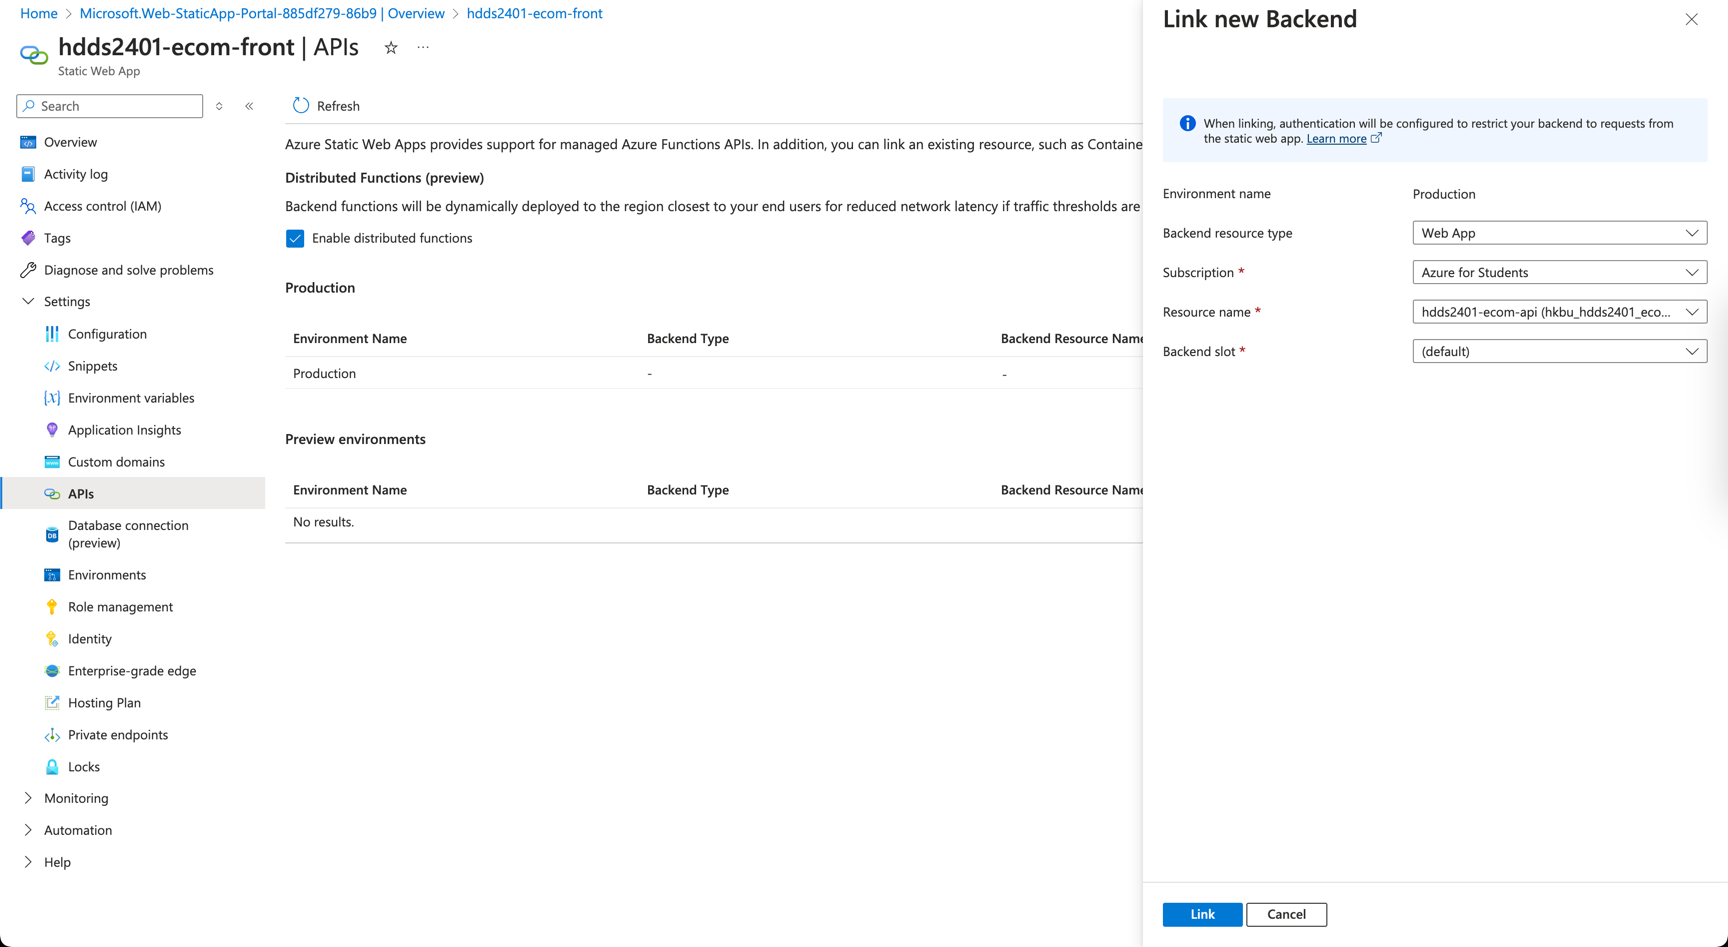 Home > Microsoft.Web-StaticApp-Portal-885df279-86b9 | Overview > hdds2401-ecom-front
hdds2401-ecom-front | APIs
Static Web App
Search
Overview
Activity log
Access control (IAM)
Tags
Diagnose and solve problems
Settings
Configuration
Snippets
Environment variables
Application Insights
Custom domains
APIs
Database connection
(preview)
Environments
Role management
Identity
Enterprise-grade edge
Hosting Plan
Private endpoints
Locks
Monitoring
Automation
Help
Refresh
Azure Static Web Apps provides support for managed Azure Functions APIs. In addition, you can link an existing resource, such as Containe
Distributed Functions (preview)
Backend functions will be dynamically deployed to the region closest to your end users for reduced network latency if traffic thresholds are
Enable distributed functions
Production
Environment Name Backend Type Backend Resource Name
Production - -
Preview environments
Environment Name Backend Type Backend Resource Name
No results.
Link new Backend
When linking, authentication will be configured to restrict your backend to requests from
the static web app. Learn more
Environment name Production
Backend resource type Web App
Subscription * Azure for Students
Resource name * hdds2401-ecom-api (hkbu_hdds2401_eco...
Backend slot * (default)
Link Cancel